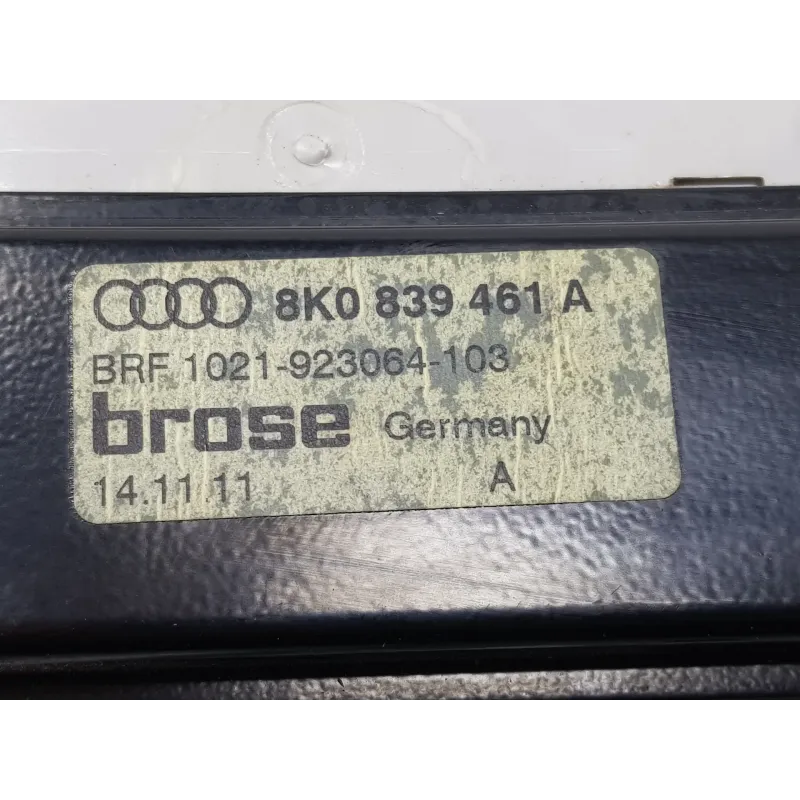 8K0 839 461 A
BRF 1021-923064-103
brose Germany
14.11.11 A